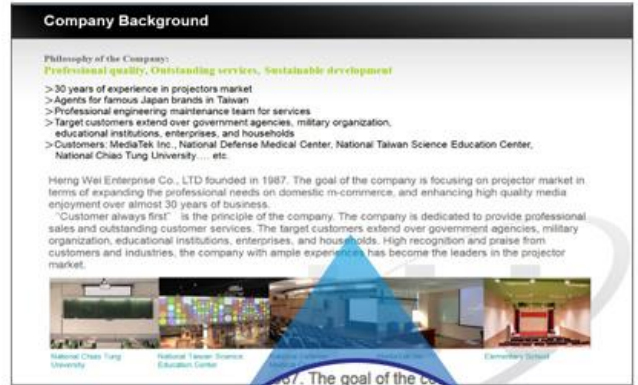 Company Background
Philosophy of the Company:
Professional quality, Outstanding services, Sustainable development
>30 years of experience in projectors market
>Agents for famous Japan brands in Taiwan
>Professional engineering maintenance team for services
>Target customers extend over government agencies, military organization,
educational institutions, enterprises, and households
>Customers: MediaTek Inc., National Defense Medical Center, National Taiwan Science Education Center,
National Chiao Tung University.... etc.
Herng Wei Enterprise Co., LTD founded in 1987. The goal of the company is focusing on projector market in
terms of expanding the professional needs on domestic m-commerce, and enhancing high quality media
enjoyment over almost 30 years of business.
"Customer always first" is the principle of the company. The company is dedicated to provide professional
sales and outstanding customer services. The target customers extend over government agencies, military
organization, educational institutions, enterprises, and households. High recognition and praise from
customers and industries, the company with ample experiences has become the leaders in the projector
market.
National Chiao Tung
University
National Taiwan Science
Education Center
National Defense
Medical
Elementary School
87. The goal of the co